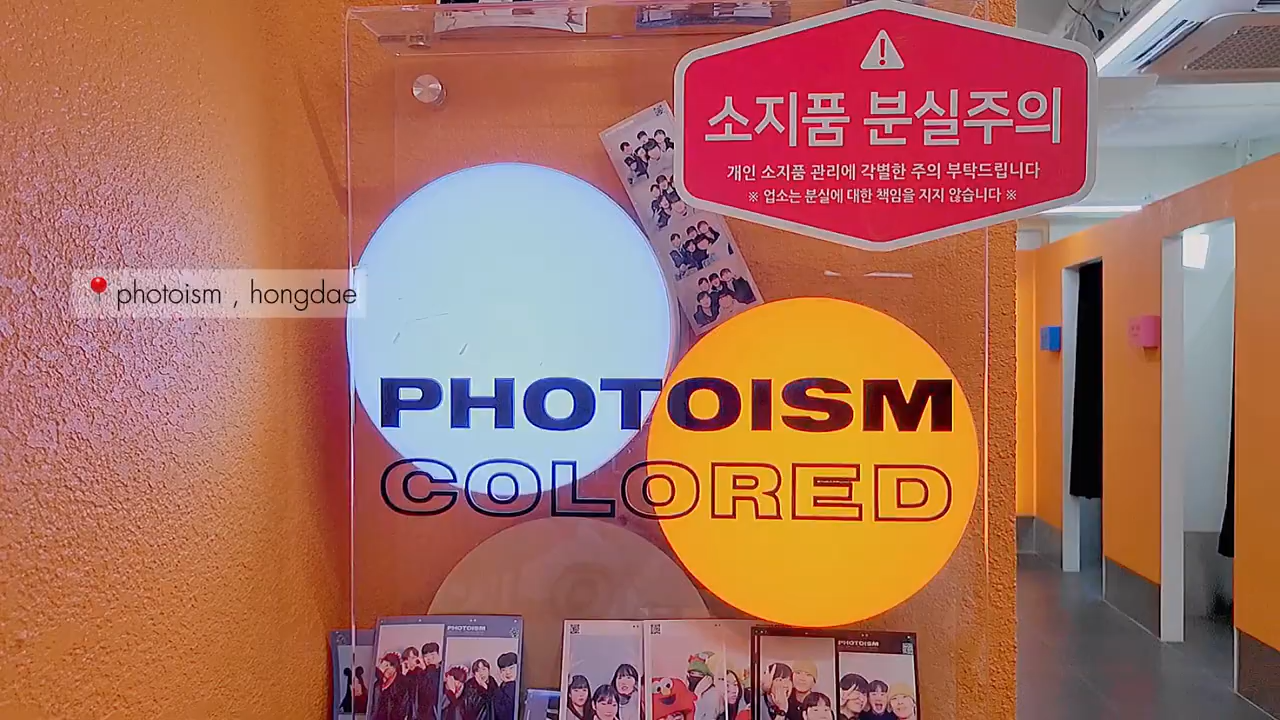 소지품 분실주의
개인 소지품 관리에 각별한 주의 부탁드립니다
※ 업소는 분실에 대한 책임을 지지 않습니다 ※
📍photoism , hongdae
PHOTOISM
COLORED
PHOTOISM
PHOTOISM